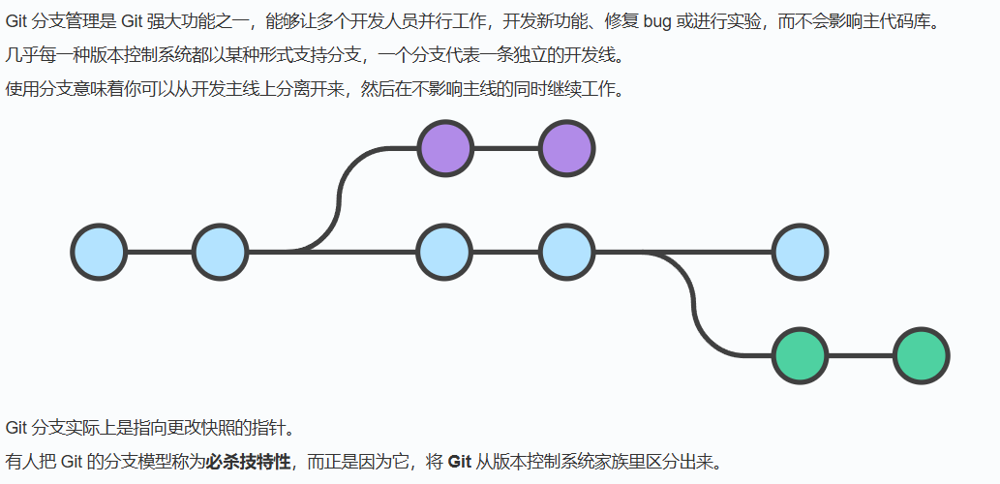 Git 分支管理是 Git 强大功能之一，能够让多个开发人员并行工作，开发新功能、修复 bug 或进行实验，而不会影响主代码库。
几乎每一种版本控制系统都以某种形式支持分支，一个分支代表一条独立的开发线。
使用分支意味着你可以从开发主线上分离开来，然后在不影响主线的同时继续工作。
Git 分支实际上是指向更改快照的指针。
有人把 Git 的分支模型称为必杀技特性，而正是因为它，将 Git 从版本控制系统家族里区分出来。